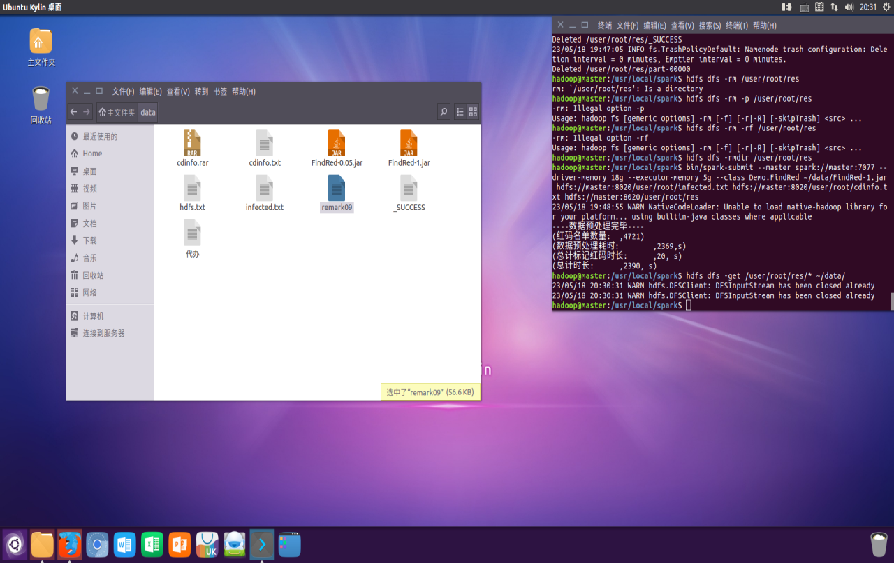 Ubuntu Kylin 桌面
20:31
主文件夹
回收站
文件(F) 编辑(E) 查看(V) 转到 书签 帮助(H)
主文件夹 data
最近使用的
Home
桌面
视频
图片
文档
下载
音乐
回收站
网络
计算机
连接到服务器
cdinfo.rar cdinfo.txt FindRed-0.05.jar FindRed-1.jar
hdfs.txt infected.txt remark09 _SUCCESS
代办
选中了"remark09" (56.6 KB)
in
终端 文件(F) 编辑(E) 查看(V) 搜索(S) 终端(T) 帮助(H)
Deleted /user/root/res/_SUCCESS
23/05/18 19:47:05 INFO fs.TrashPolicyDefault: Namenode trash configuration: Dele
tion interval = 0 minutes, Emptier interval = 0 minutes.
Deleted /user/root/res/part-00000
hadoop@master:/usr/local/spark$ hdfs dfs -rm /user/root/res
rm: `/user/root/res': Is a directory
hadoop@master:/usr/local/spark$ hdfs dfs -rm -p /user/root/res
-rm: Illegal option -p
Usage: hadoop fs [generic options] -rm [-f] [-r|-R] [-skipTrash] <src> ...
hadoop@master:/usr/local/spark$ hdfs dfs -rm -rf /user/root/res
-rm: Illegal option -rf
Usage: hadoop fs [generic options] -rm [-f] [-r|-R] [-skipTrash] <src> ...
hadoop@master:/usr/local/spark$ hdfs dfs -rmdir /user/root/res
hadoop@master:/usr/local/spark$ bin/spark-submit --master spark://master:7077 --
driver-memory 18g --executor-memory 5g --class Demo.FindRed ~/data/FindRed-1.jar
hdfs://master:8020/user/root/infected.txt hdfs://master:8020/user/root/cdinfo.t
xt hdfs://master:8020/user/root/res
23/05/18 19:48:55 WARN NativeCodeLoader: Unable to load native-hadoop library fo
r your platform... using builtin-java classes where applicable
----数据预处理完毕----
(红码名单数量: ,4721)
(数据预处理耗时: ,2369,s)
(总计标记红码时长: ,20, s)
(总计时长: ,2390, s)
hadoop@master:/usr/local/spark$ hdfs dfs -get /user/root/res/* ~/data/
23/05/18 20:30:31 WARN hdfs.DFSClient: DFSInputStream has been closed already
23/05/18 20:30:31 WARN hdfs.DFSClient: DFSInputStream has been closed already
hadoop@master:/usr/local/spark$